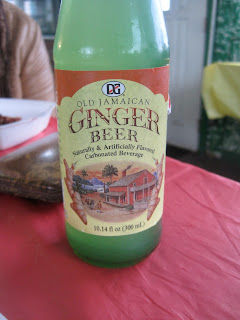 DG
OLD JAMAICAN
GINGER
BEER
Naturally & Artificially Flavored
Carbonated Beverage
10.14 fl oz (300 mL)